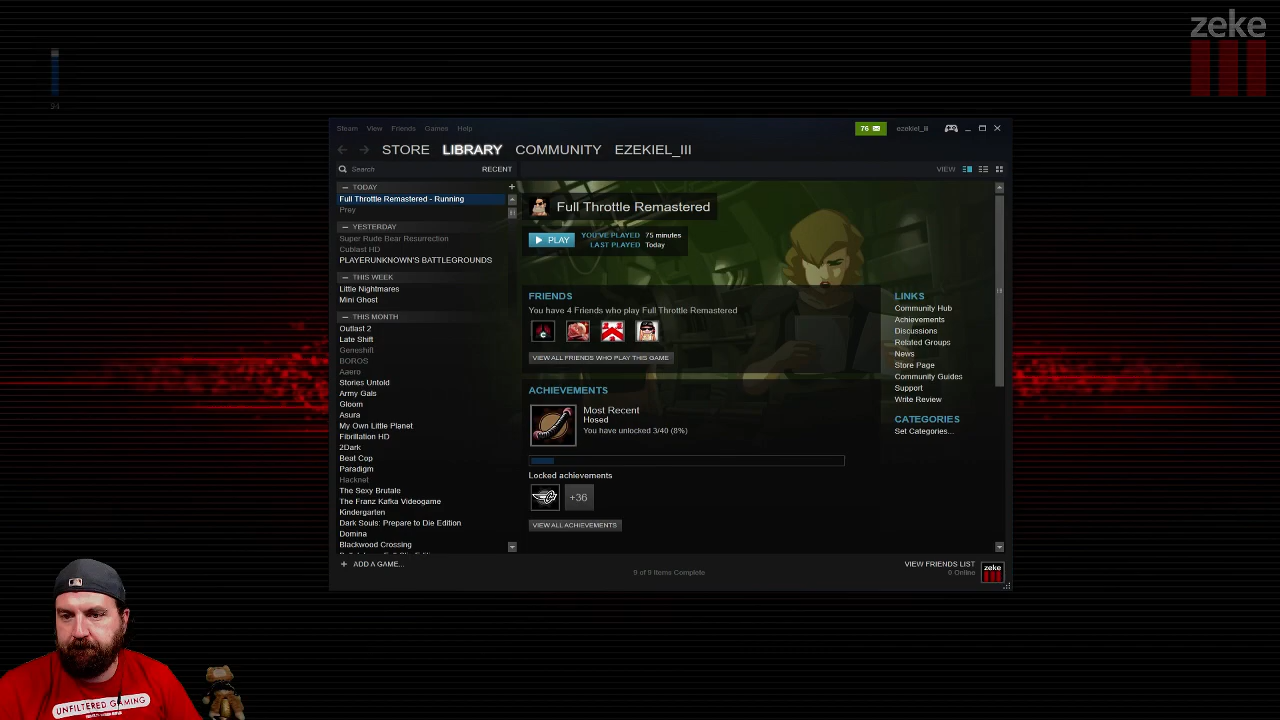 zeke
94
Steam View Friends Games Help
76
ezekiel_iii
STORE LIBRARY COMMUNITY EZEKIEL_III
Search
RECENT
VIEW
TODAY
Full Throttle Remastered - Running
Prey
YESTERDAY
Super Rude Bear Resurrection
Cublast HD
PLAYERUNKNOWN'S BATTLEGROUNDS
THIS WEEK
Little Nightmares
Mini Ghost
THIS MONTH
Outlast 2
Late Shift
Geneshift
BOROS
Aaero
Stories Untold
Army Gals
Gloom
Asura
My Own Little Planet
Fibrillation HD
2Dark
Beat Cop
Paradigm
Hacknet
The Sexy Brutale
The Franz Kafka Videogame
Kindergarten
Dark Souls: Prepare to Die Edition
Domina
Blackwood Crossing
ADD A GAME...
Full Throttle Remastered
PLAY
YOU'VE PLAYED 75 minutes
LAST PLAYED Today
FRIENDS
You have 4 Friends who play Full Throttle Remastered
VIEW ALL FRIENDS WHO PLAY THIS GAME
ACHIEVEMENTS
Most Recent
Hosed
You have unlocked 3/40 (8%)
Locked achievements
+36
VIEW ALL ACHIEVEMENTS
LINKS
Community Hub
Achievements
Discussions
Related Groups
News
Store Page
Community Guides
Support
Write Review
CATEGORIES
Set Categories...
9 of 9 Items Complete
VIEW FRIENDS LIST
0 Online
zeke
UNFILTERED GAMING